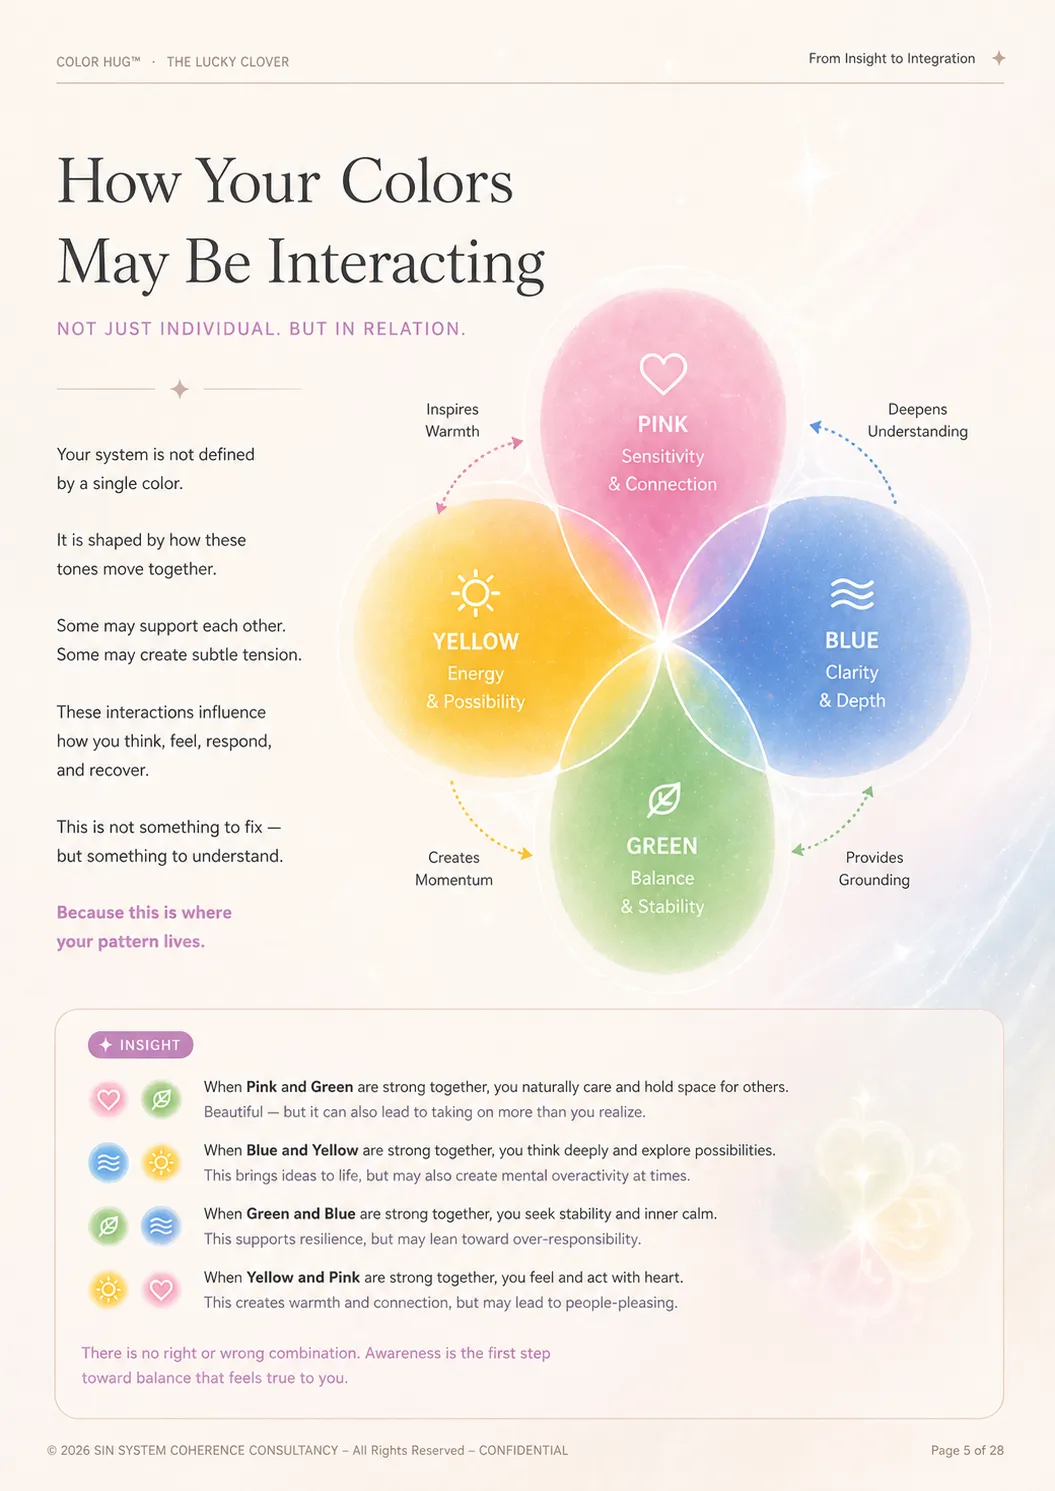 COLOR HUG™ · THE LUCKY CLOVER
From Insight to Integration
How Your Colors
May Be Interacting
NOT JUST INDIVIDUAL. BUT IN RELATION.
Your system is not defined
by a single color.
It is shaped by how these
tones move together.
Some may support each other.
Some may create subtle tension.
These interactions influence
how you think, feel, respond,
and recover.
This is not something to fix —
but something to understand.
Because this is where
your pattern lives.
Inspires
Warmth
Deepens
Understanding
PINK
Sensitivity
& Connection
YELLOW
Energy
& Possibility
BLUE
Clarity
& Depth
GREEN
Balance
& Stability
Creates
Momentum
Provides
Grounding
INSIGHT
When Pink and Green are strong together, you naturally care and hold space for others.
Beautiful — but it can also lead to taking on more than you realize.
When Blue and Yellow are strong together, you think deeply and explore possibilities.
This brings ideas to life, but may also create mental overactivity at times.
When Green and Blue are strong together, you seek stability and inner calm.
This supports resilience, but may lean toward over-responsibility.
When Yellow and Pink are strong together, you feel and act with heart.
This creates warmth and connection, but may lead to people-pleasing.
There is no right or wrong combination. Awareness is the first step
toward balance that feels true to you.
© 2026 SIN SYSTEM COHERENCE CONSULTANCY – All Rights Reserved – CONFIDENTIAL
Page 5 of 28